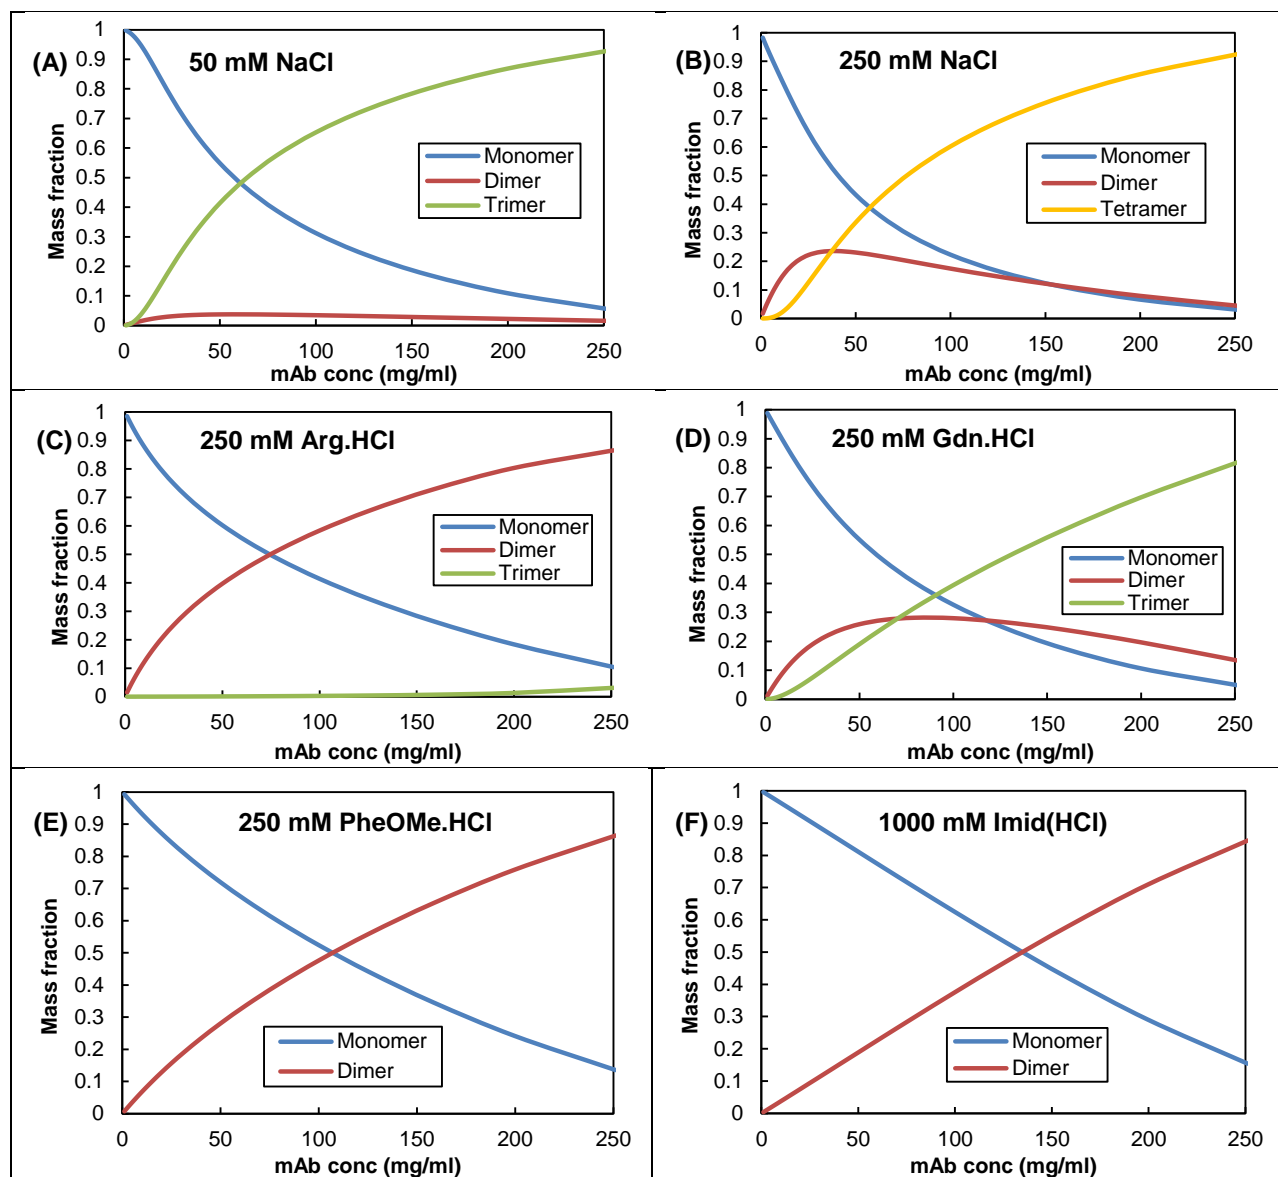 (A)
50 mM NaCl
Mass fraction
1
0.9
0.8
0.7
0.6
0.5
0.4
0.3
0.2
0.1
0
Monomer
Dimer
Trimer
0 50 100 150 200 250
mAb conc (mg/ml)
(B)
250 mM NaCl
Mass fraction
1
0.9
0.8
0.7
0.6
0.5
0.4
0.3
0.2
0.1
0
Monomer
Dimer
Tetramer
0 50 100 150 200 250
mAb conc (mg/ml)
(C)
250 mM Arg.HCl
Mass fraction
1
0.9
0.8
0.7
0.6
0.5
0.4
0.3
0.2
0.1
0
Monomer
Dimer
Trimer
0 50 100 150 200 250
mAb conc (mg/ml)
(D)
250 mM Gdn.HCl
Mass fraction
1
0.9
0.8
0.7
0.6
0.5
0.4
0.3
0.2
0.1
0
Monomer
Dimer
Trimer
0 50 100 150 200 250
mAb conc (mg/ml)
(E)
250 mM PheOMe.HCl
Mass fraction
1
0.9
0.8
0.7
0.6
0.5
0.4
0.3
0.2
0.1
0
Monomer
Dimer
0 50 100 150 200 250
mAb conc (mg/ml)
(F)
1000 mM Imid(HCl)
Mass fraction
1
0.9
0.8
0.7
0.6
0.5
0.4
0.3
0.2
0.1
0
Monomer
Dimer
0 50 100 150 200 250
mAb conc (mg/ml)